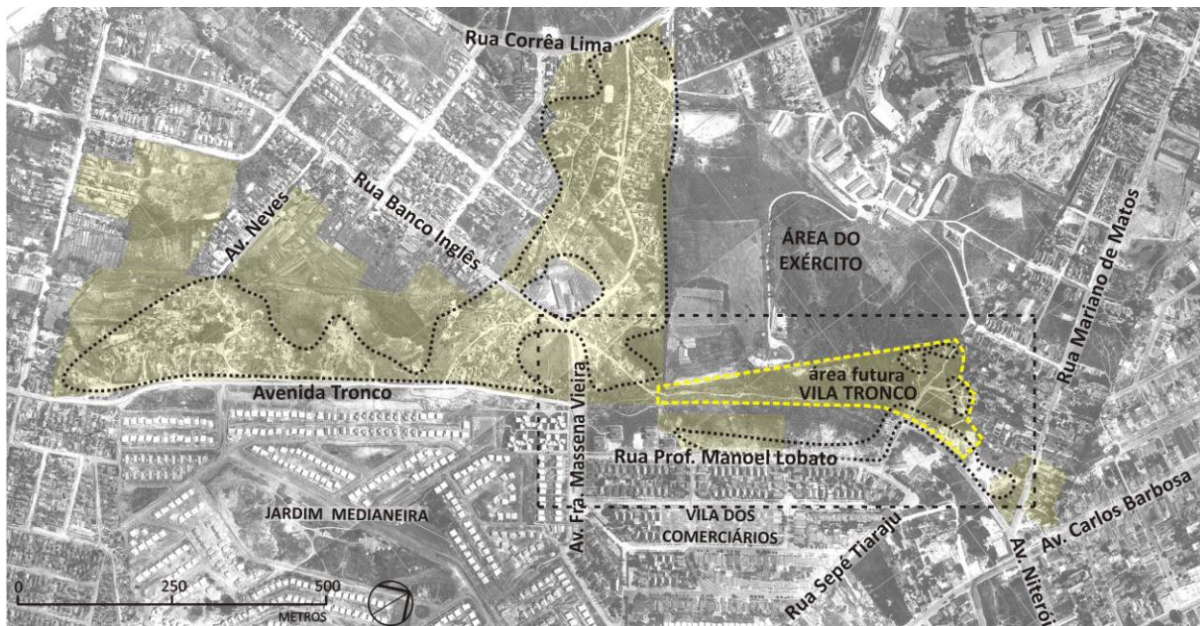 Rua Corrêa Lima
Av. Neves
Rua Banco Inglês
ÁREA DO
EXÉRCITO
Rua Mariano de Matos
Avenida Tronco
área futura
VILA TRONCO
Av. Fra. Massena Vieira
Rua Prof. Manoel Lobato
JARDIM MEDIANEIRA
VILA DOS
COMERCIÁRIOS
Rua Sepé Tiaraju
Av. Niterói
Av. Carlos Barbosa
0 250 500
METROS